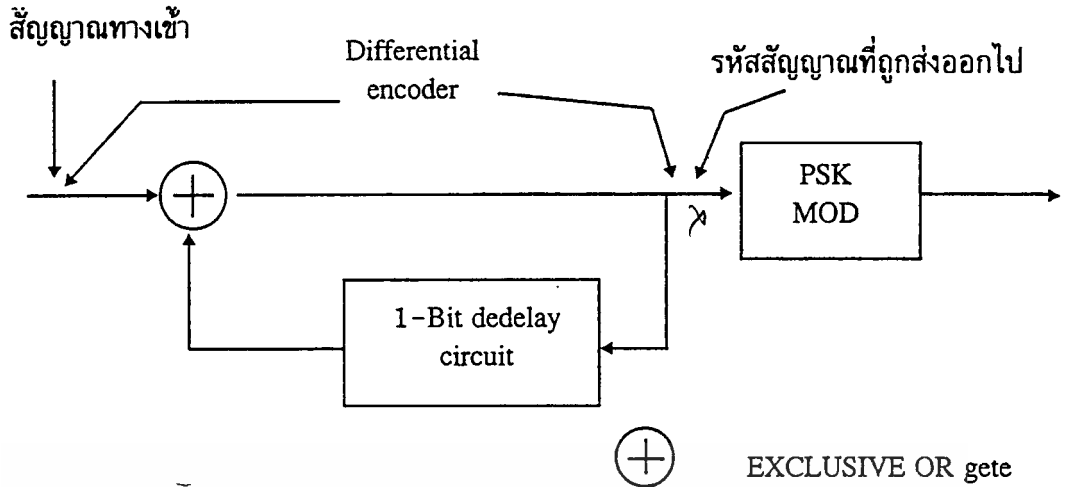 สัญญาณทางเข้า
Differential
encoder
รหัสสัญญาณที่ถูกส่งออกไป
PSK
MOD
1-Bit dedelay
circuit
EXCLUSIVE OR gete